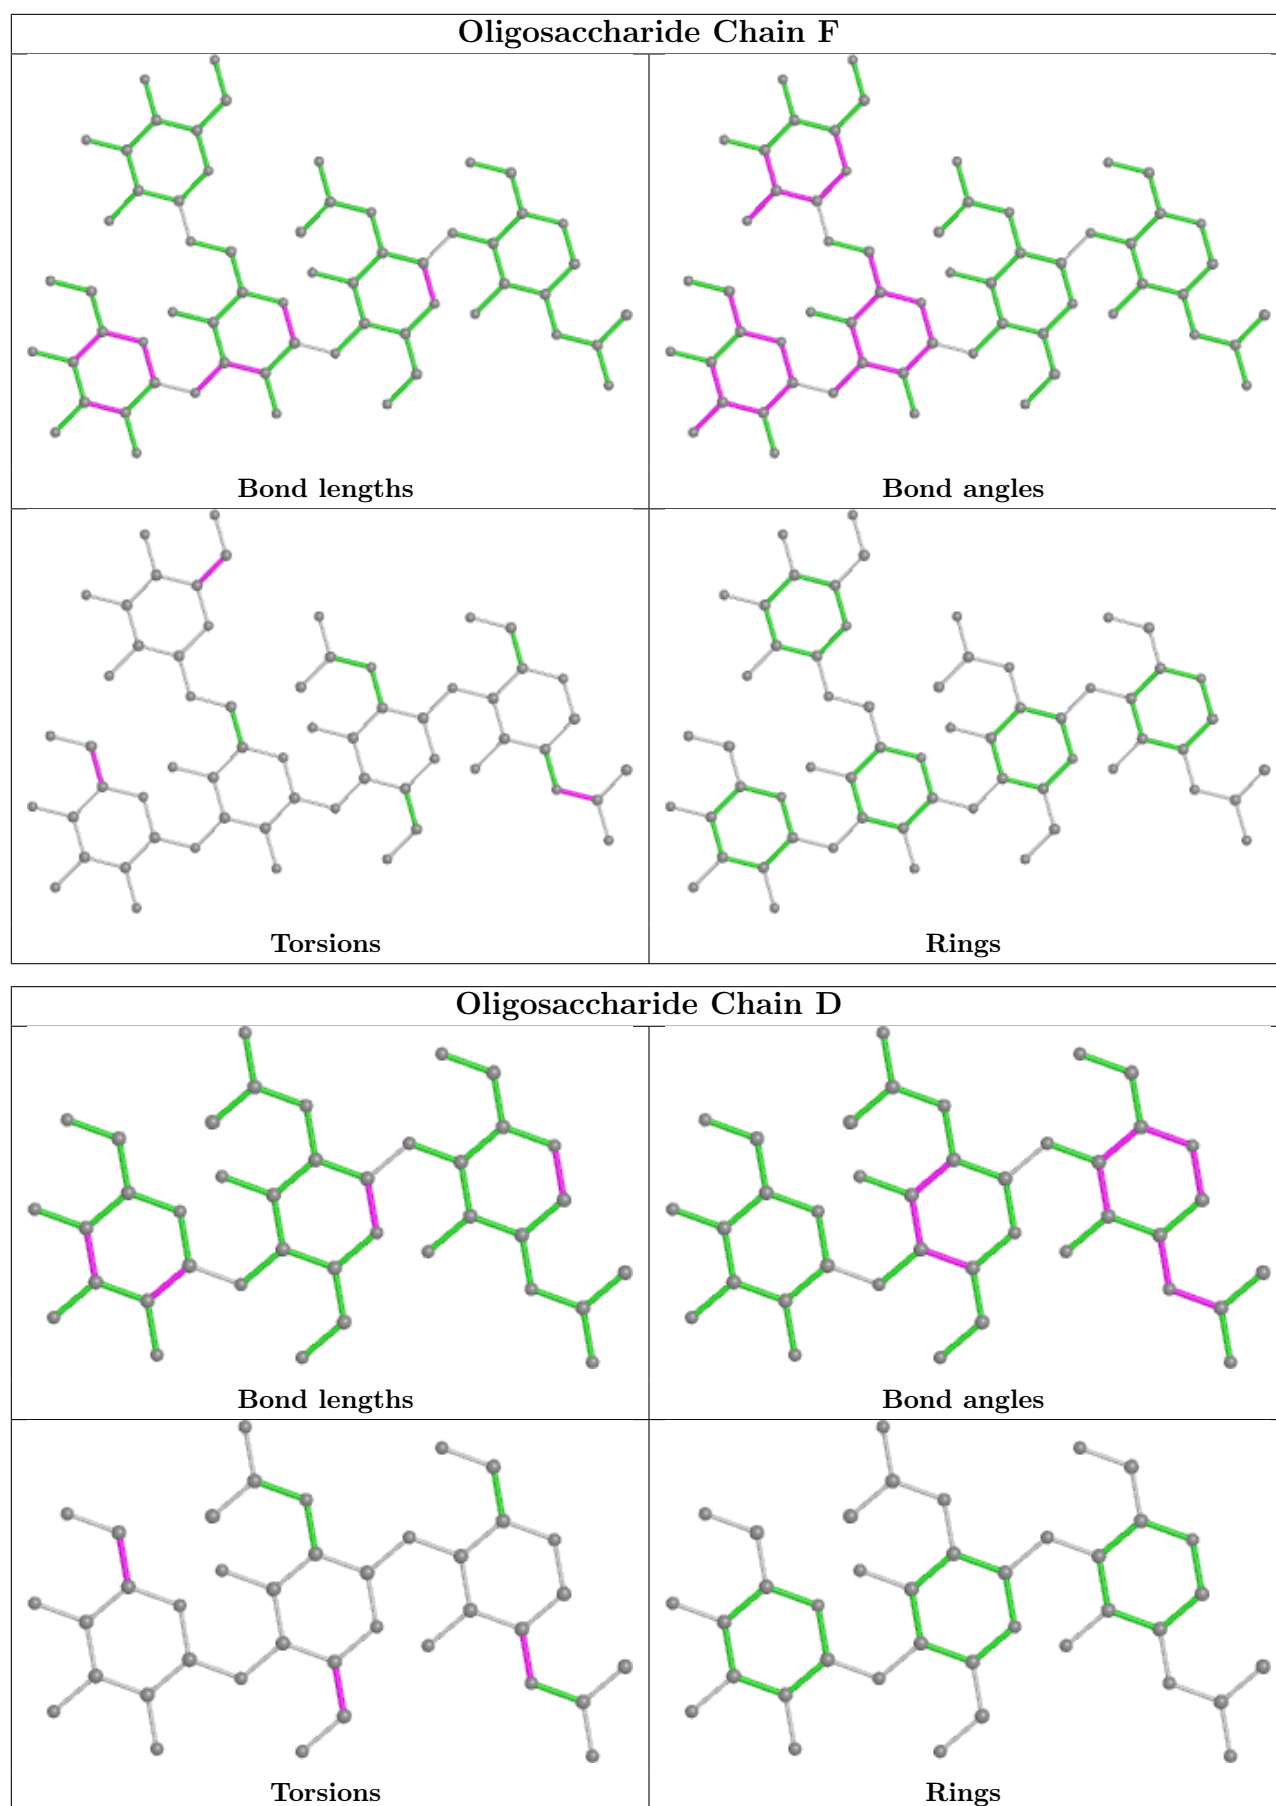 Oligosaccharide Chain F
Bond lengths
Bond angles
Torsions
Rings
Oligosaccharide Chain D
Bond lengths
Bond angles
Torsions
Rings